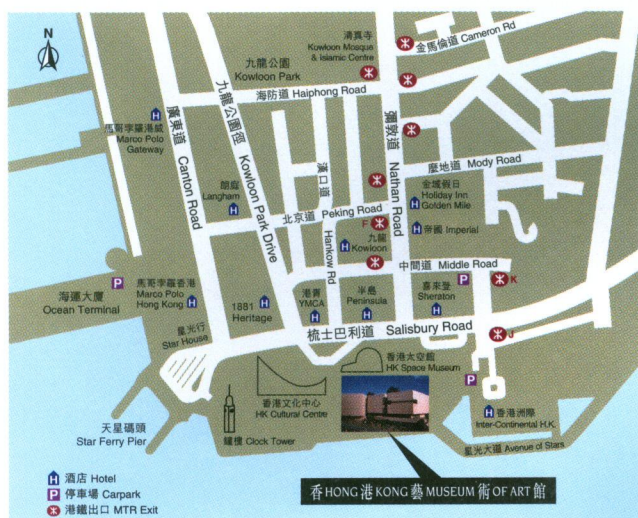 N
清真寺
Kowloon Mosque
& Islamic Centre
金馬倫道 Cameron Rd
九龍公園
Kowloon Park
海防道 Haiphong Road
馬哥孛羅港威
Marco Polo
Gateway
廣東道 Canton Road
九龍公園徑 Kowloon Park Drive
漢口道 Hankow Rd
彌敦道 Nathan Road
麼地道 Mody Road
朗庭
Langham
金域假日
Holiday Inn
Golden Mile
北京道 Peking Road
F
帝國 Imperial
九龍
Kowloon
中間道 Middle Road
K
海運大廈
Ocean Terminal
馬哥孛羅香港
Marco Polo
Hong Kong
1881
Heritage
港青
YMCA
半島
Peninsula
喜來登
Sheraton
星光行
Star House
梳士巴利道 Salisbury Road
J
香港太空館
HK Space Museum
香港文化中心
HK Cultural Centre
天星碼頭
Star Ferry Pier
鐘樓 Clock Tower
香港洲際
Inter-Continental H.K.
星光大道 Avenue of Stars
香HONG港KONG藝MUSEUM術OF ART館
H 酒店 Hotel
P 停車場 Carpark
港鐵出口 MTR Exit